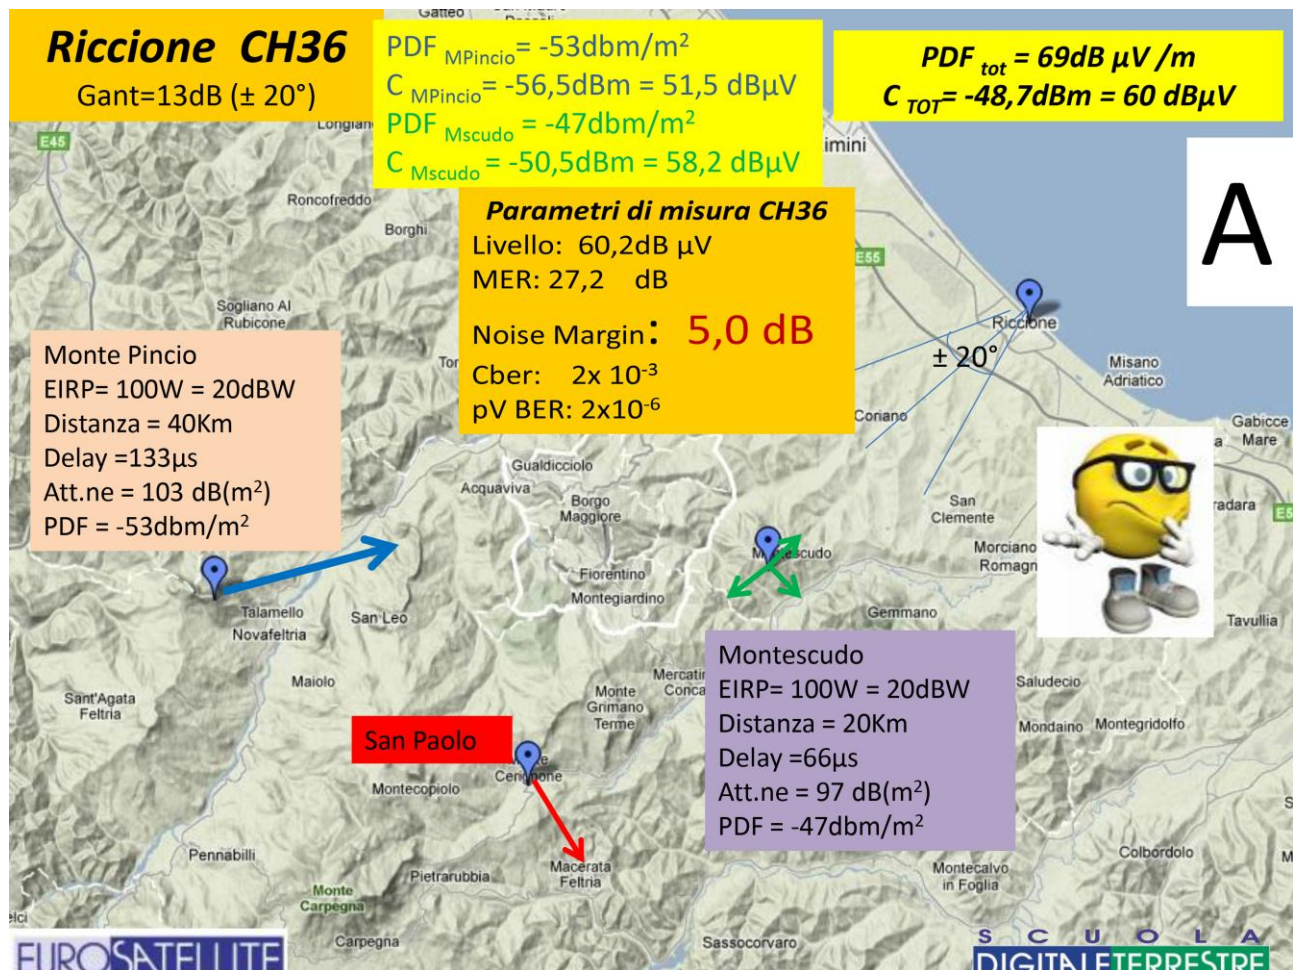 Riccione CH36
Gant=13dB (± 20°)
PDF MPincio= -53dbm/m²
C MPincio= -56,5dBm = 51,5 dBµV
PDF Mscudo = -47dbm/m²
C Mscudo = -50,5dBm = 58,2 dBµV
PDF tot = 69dB µV /m
C TOT= -48,7dBm = 60 dBµV
A
Parametri di misura CH36
Livello: 60,2dB µV
MER: 27,2 dB
Noise Margin: 5,0 dB
Cber: 2x 10⁻³
pV BER: 2x10⁻⁶
Monte Pincio
EIRP= 100W = 20dBW
Distanza = 40Km
Delay =133µs
Att.ne = 103 dB(m²)
PDF = -53dbm/m²
Montescudo
EIRP= 100W = 20dBW
Distanza = 20Km
Delay =66µs
Att.ne = 97 dB(m²)
PDF = -47dbm/m²
San Paolo
± 20°
Gatteo
E45
Roncofreddo
Borghi
Sogliano Al
Rubicone
E55
Riccione
Misano
Adriatico
Coriano
Gabicce
Mare
Gualdicciolo
Acquaviva
Borgo
Maggiore
San
Clemente
Fiorentino
Montegiardino
Gemmano
Tavullia
Talamello
Novafeltria
San Leo
Maiolo
Sant'Agata
Feltria
Monte
Grimano
Terme
Saludecio
Mondaino
Montegridolfo
Montecopiolo
Pennabilli
Pietrarubbia
Macerata
Feltria
Monte
Carpegna
Carpegna
Sassocorvaro
Montecalvo
in Foglia
Colbordolo
EUROSATELLITE
SCUOLA
DIGITALE TERRESTRE